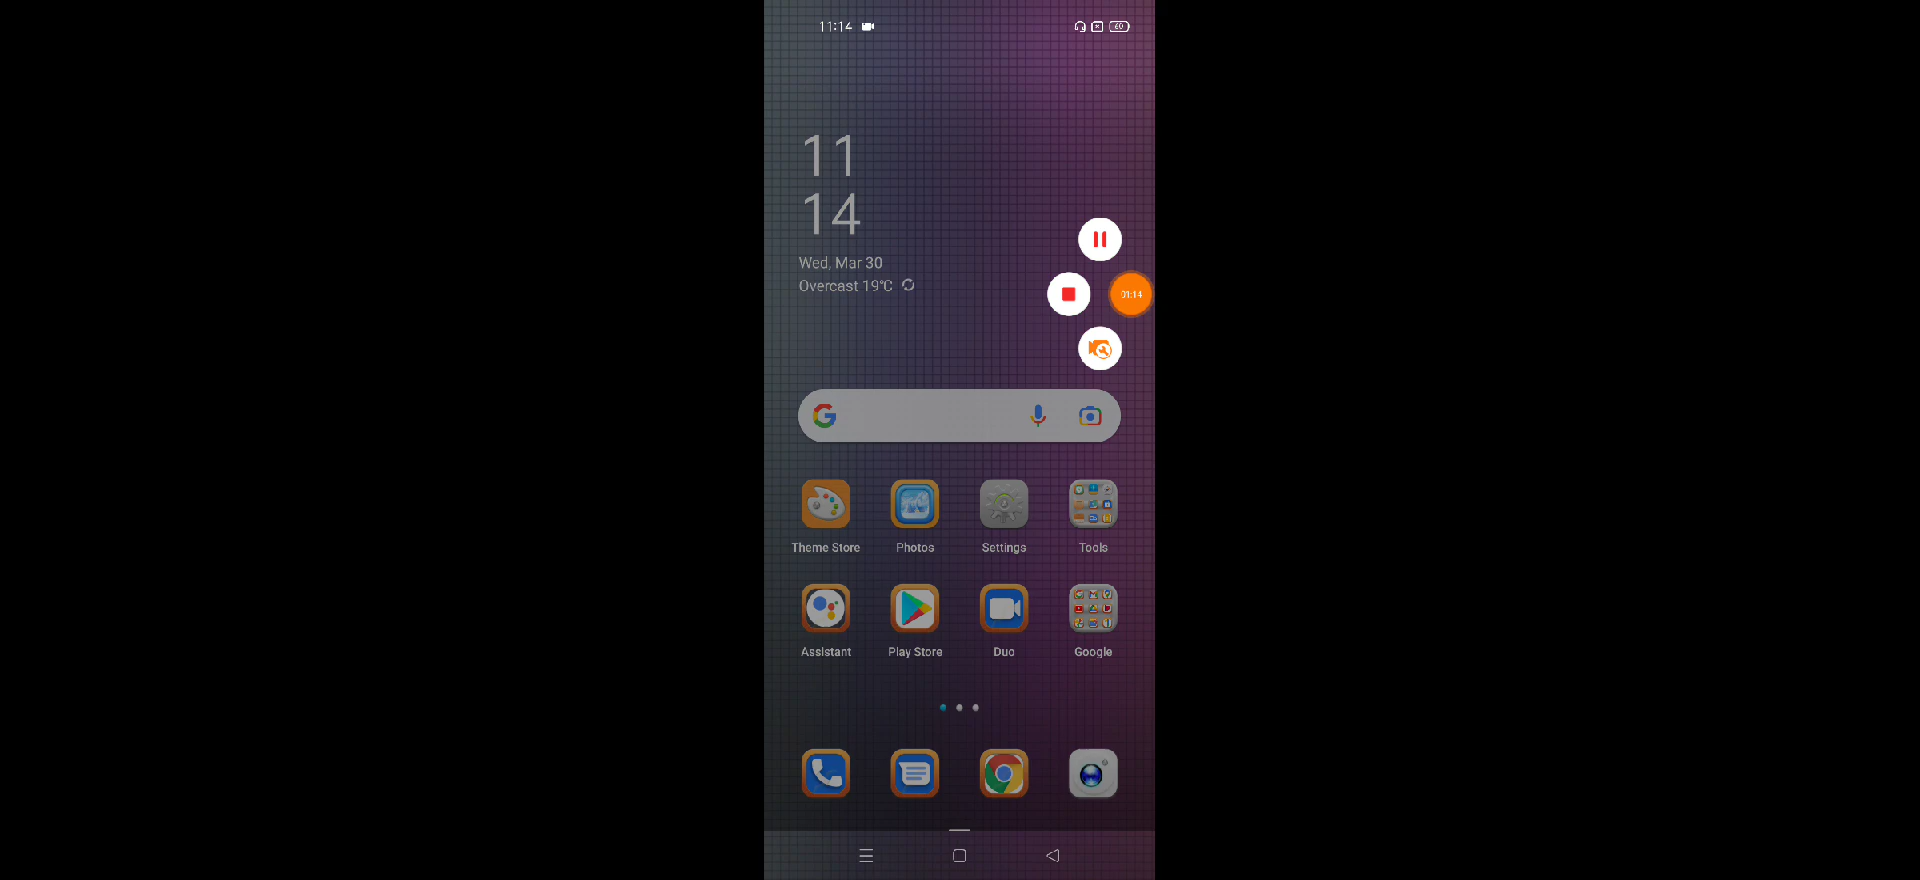 11:14
60
11
14
Wed, Mar 30
Overcast 19°C
01:14
Theme Store
Photos
Settings
Tools
Assistant
Play Store
Duo
Google